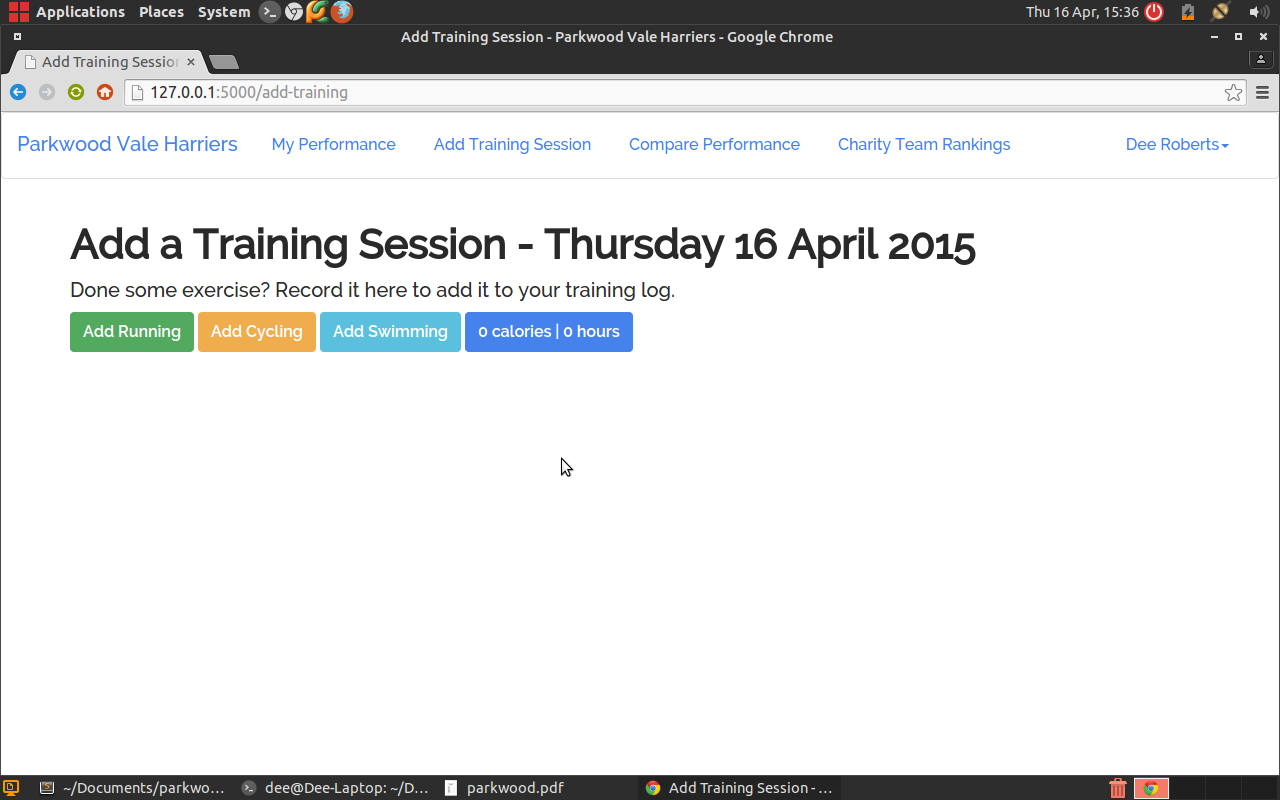 Applications Places System Thu 16 Apr, 15:36
Add Training Session - Parkwood Vale Harriers - Google Chrome
Add Training Session
127.0.0.1:5000/add-training
Parkwood Vale Harriers My Performance Add Training Session Compare Performance Charity Team Rankings Dee Roberts
Add a Training Session - Thursday 16 April 2015
Done some exercise? Record it here to add it to your training log.
Add Running Add Cycling Add Swimming 0 calories | 0 hours
~/Documents/parkwo... dee@Dee-Laptop: ~/D... parkwood.pdf Add Training Session - ...